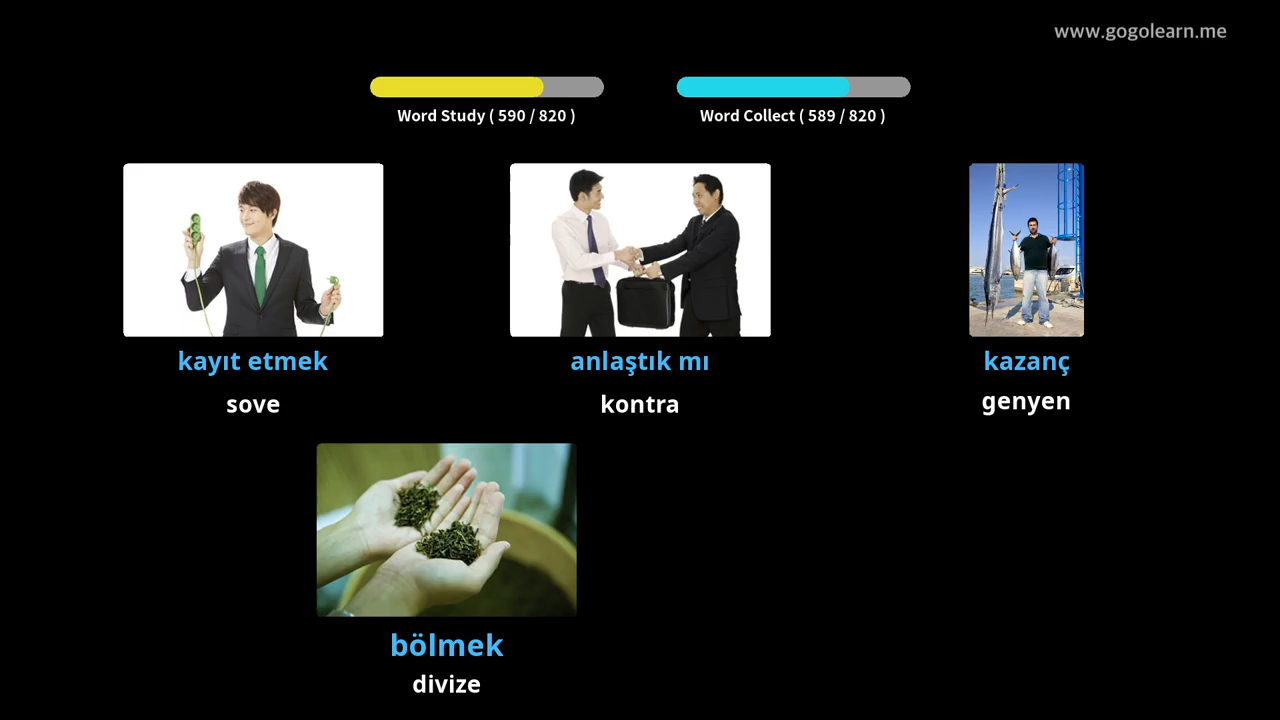 www.gogolearn.me
Word Study ( 590 / 820 )
Word Collect ( 589 / 820 )
kayıt etmek
sove
anlaştık mı
kontra
kazanç
genyen
bölmek
divize